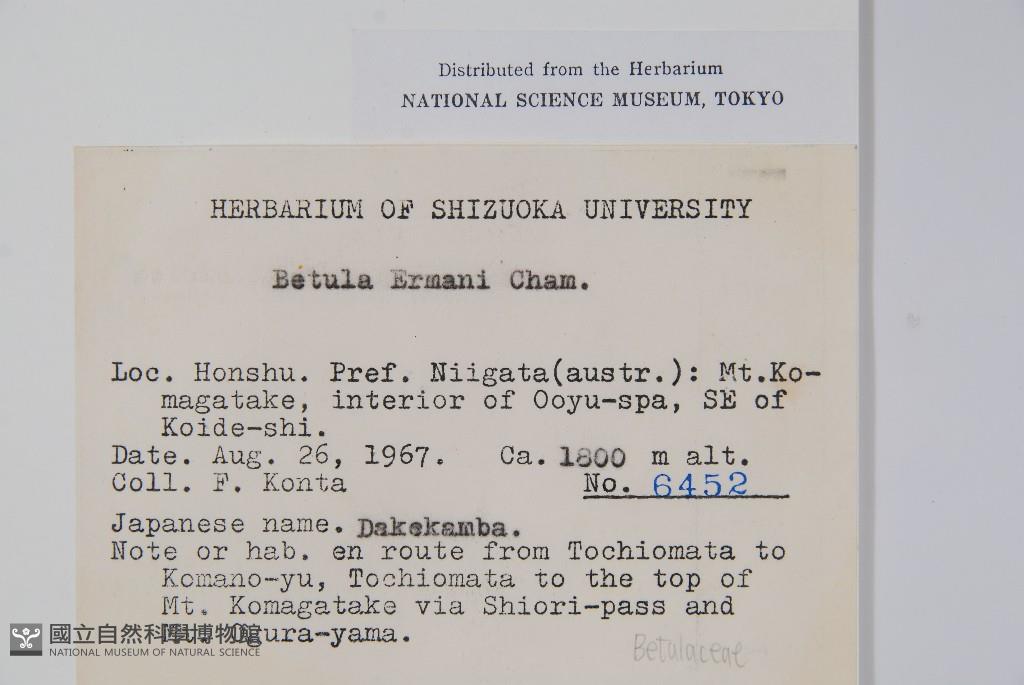 Distributed from the Herbarium
NATIONAL SCIENCE MUSEUM, TOKYO
HERBARIUM OF SHIZUOKA UNIVERSITY
Betula Ermani Cham.
Loc. Honshu. Pref. Niigata(austr.): Mt.Ko-
magatake, interior of Ooyu-spa, SE of
Koide-shi.
Date. Aug. 26, 1967. Ca. 1800 m alt.
Coll. F. Konta No. 6452
Japanese name. Dakekamba.
Note or hab. en route from Tochiomata to
Komano-yu, Tochiomata to the top of
Mt. Komagatake via Shiori-pass and
Ogura-yama.
Betulaceae
國立自然科學博物館
NATIONAL MUSEUM OF NATURAL SCIENCE